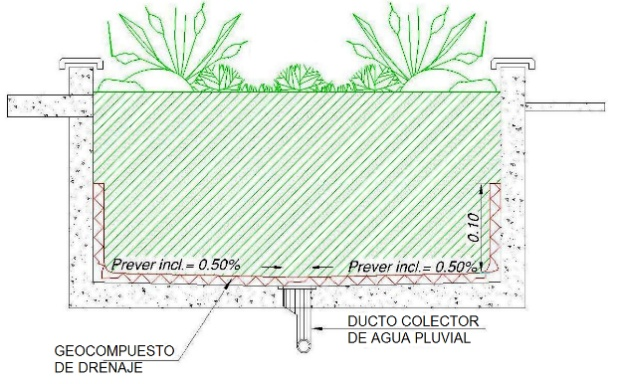 0.10
Prever incl.= 0.50%
Prever incl.= 0.50%
DUCTO COLECTOR
DE AGUA PLUVIAL
GEOCOMPUESTO
DE DRENAJE